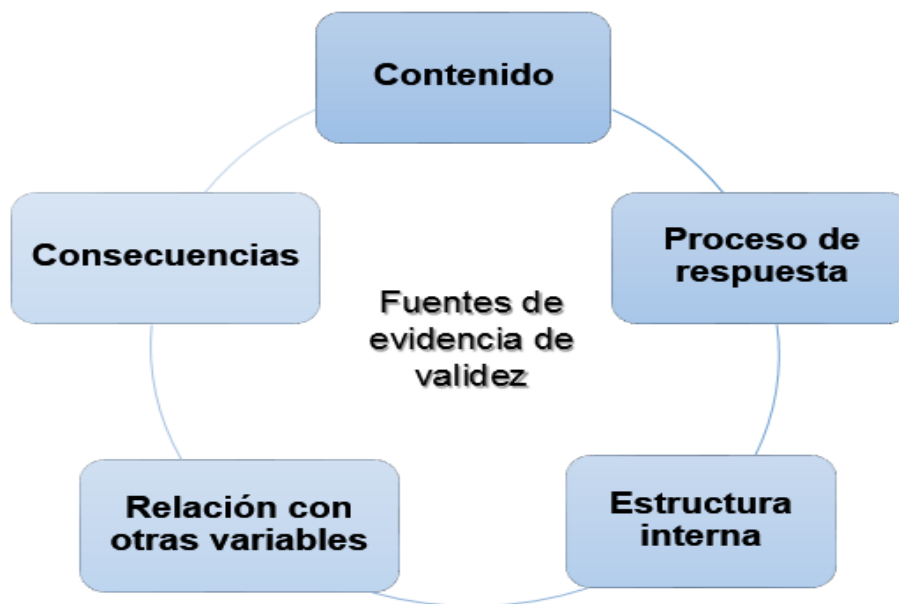 Contenido
Proceso de
respuesta
Estructura
interna
Relación con
otras variables
Consecuencias
Fuentes de
evidencia de
validez